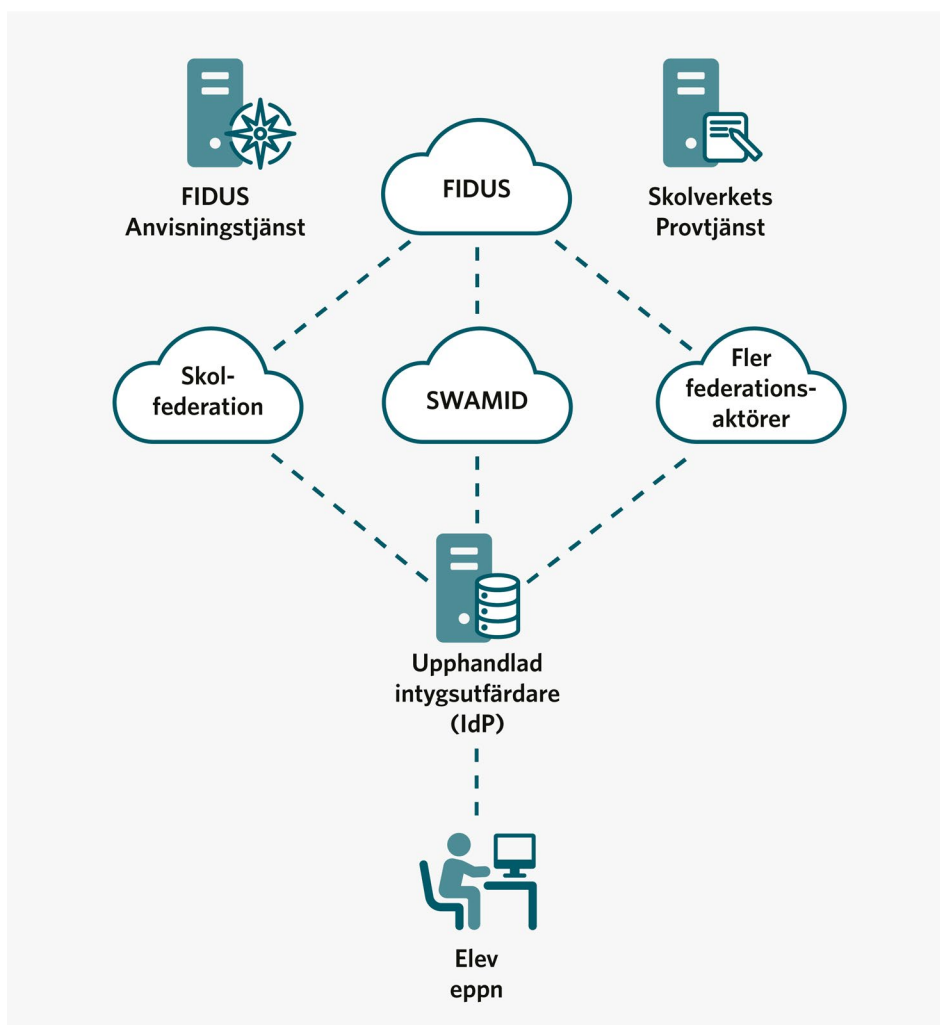 FIDUS
Anvisningstjänst
FIDUS
Skolverkets
Provtjänst
Skol-
federation
SWAMID
Fler
federations-
aktörer
Upphandlad
intygsutfärdare
(IdP)
Elev
eppn